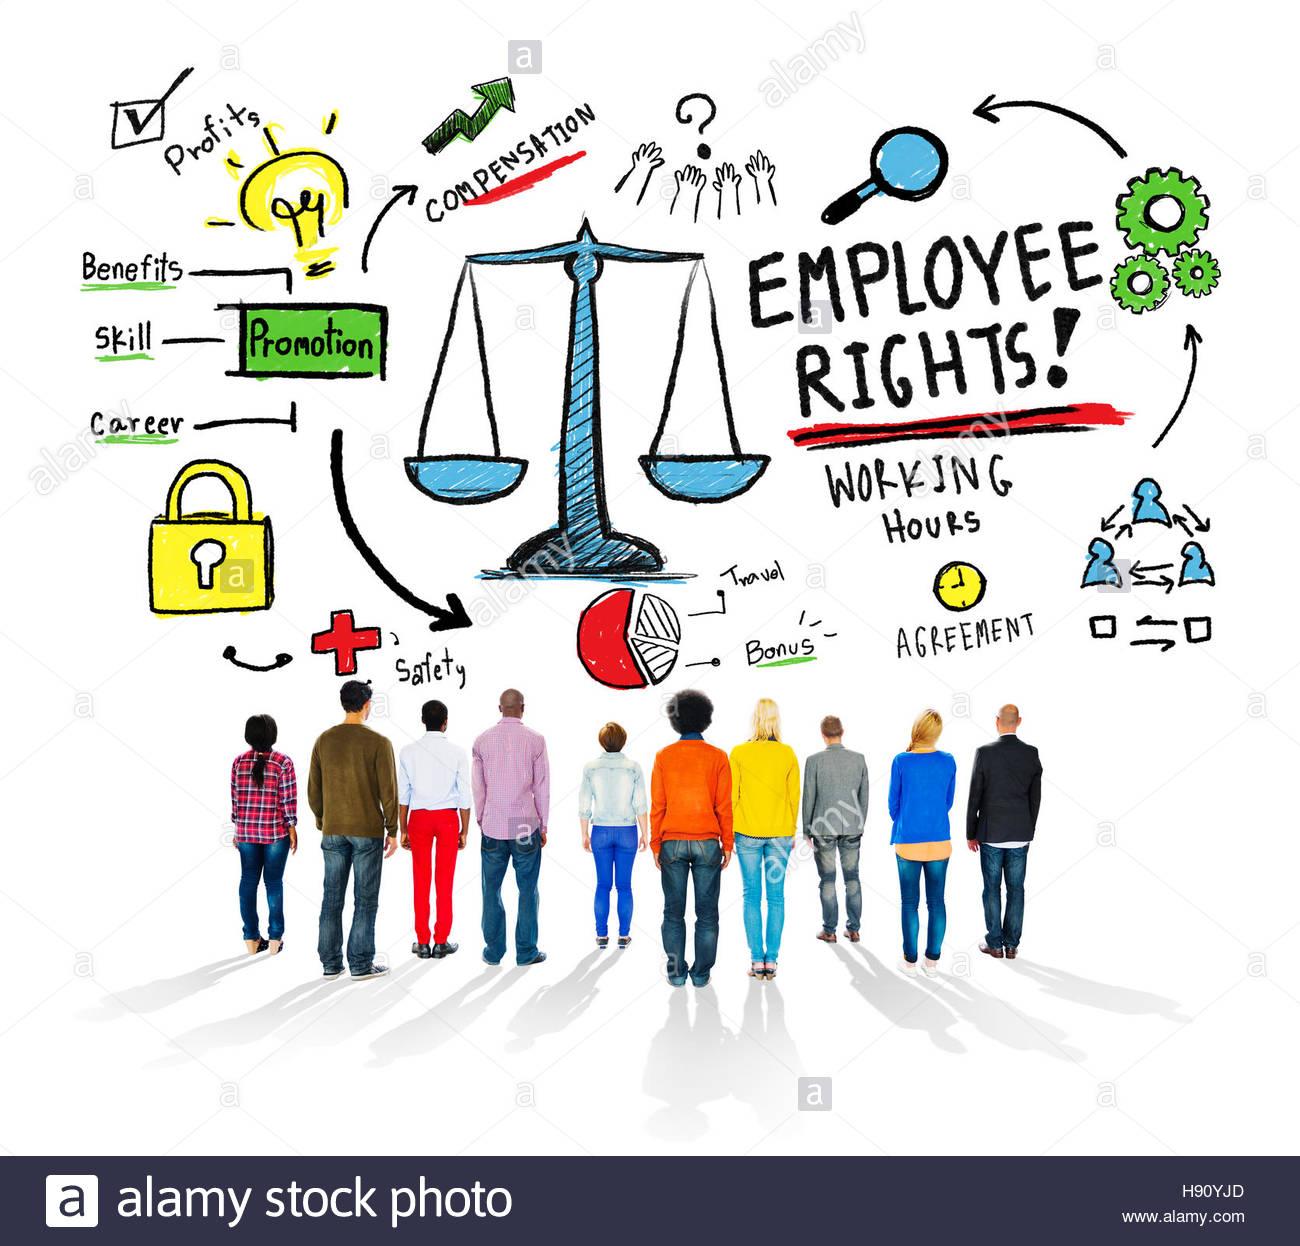 Profits
COMPENSATION
?
EMPLOYEE
RIGHTS!
Benefits
Skill
Promotion
Career
WORKING
HOURS
Travel
Bonus
AGREEMENT
Safety
a alamy stock photo
H90YJD
www.alamy.com
alamy
a